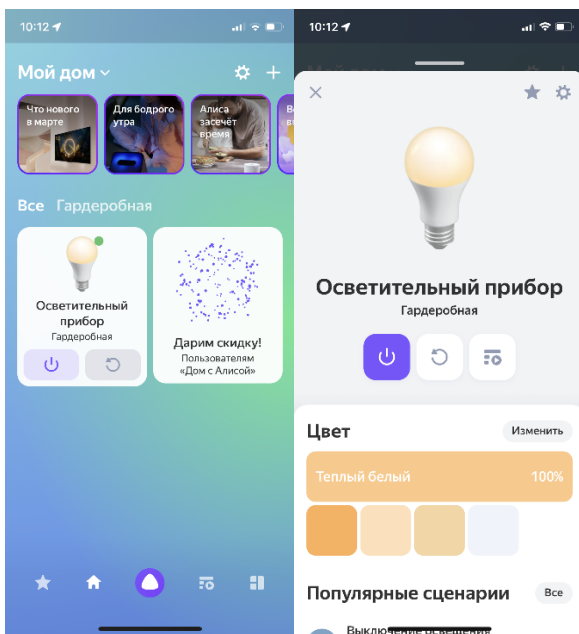 10:12
Мой дом
Что нового
в марте
Для бодрого
утра
Алиса
засечёт
время
Все Гардеробная
Осветительный
прибор
Гардеробная
Дарим скидку!
Пользователям
«Дом с Алисой»
10:12
Осветительный прибор
Гардеробная
Цвет
Изменить
Теплый белый 100%
Популярные сценарии
Все